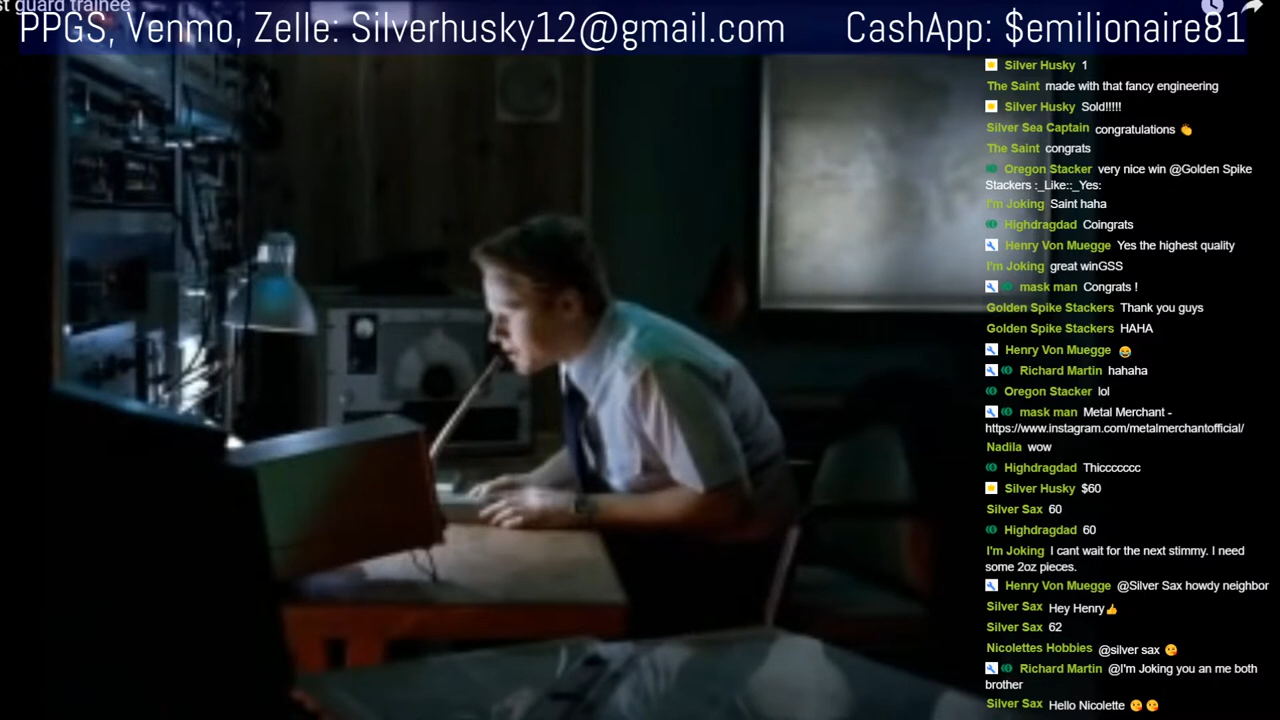 st guard trainee
PPGS, Venmo, Zelle: Silverhusky12@gmail.com CashApp: $emilionaire81
Silver Husky 1
The Saint made with that fancy engineering
Silver Husky Sold!!!!!
Silver Sea Captain congratulations 👏
The Saint congrats
Oregon Stacker very nice win @Golden Spike
Stackers :_Like::_Yes:
I'm Joking Saint haha
Highdragdad Coingrats
Henry Von Muegge Yes the highest quality
I'm Joking great winGSS
mask man Congrats !
Golden Spike Stackers Thank you guys
Golden Spike Stackers HAHA
Henry Von Muegge 😂
Richard Martin hahaha
Oregon Stacker lol
mask man Metal Merchant -
https://www.instagram.com/metalmerchantofficial/
Nadila wow
Highdragdad Thicccccc
Silver Husky $60
Silver Sax 60
Highdragdad 60
I'm Joking I cant wait for the next stimmy. I need
some 2oz pieces.
Henry Von Muegge @Silver Sax howdy neighbor
Silver Sax Hey Henry👍
Silver Sax 62
Nicolettes Hobbies @silver sax 😘
Richard Martin @I'm Joking you an me both
brother
Silver Sax Hello Nicolette 😘 😘